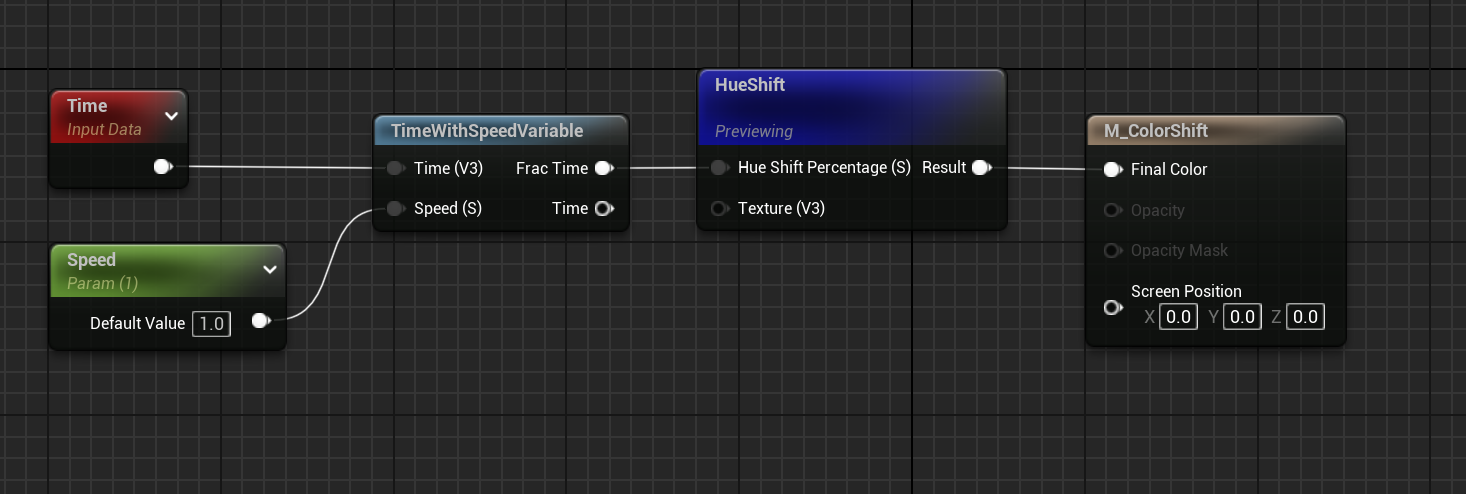 Time
Input Data
Speed
Param (1)
Default Value 1.0
TimeWithSpeedVariable
Time (V3) Frac Time
Speed (S) Time
HueShift
Previewing
Hue Shift Percentage (S) Result
Texture (V3)
M_ColorShift
Final Color
Opacity
Opacity Mask
Screen Position
X 0.0 Y 0.0 Z 0.0